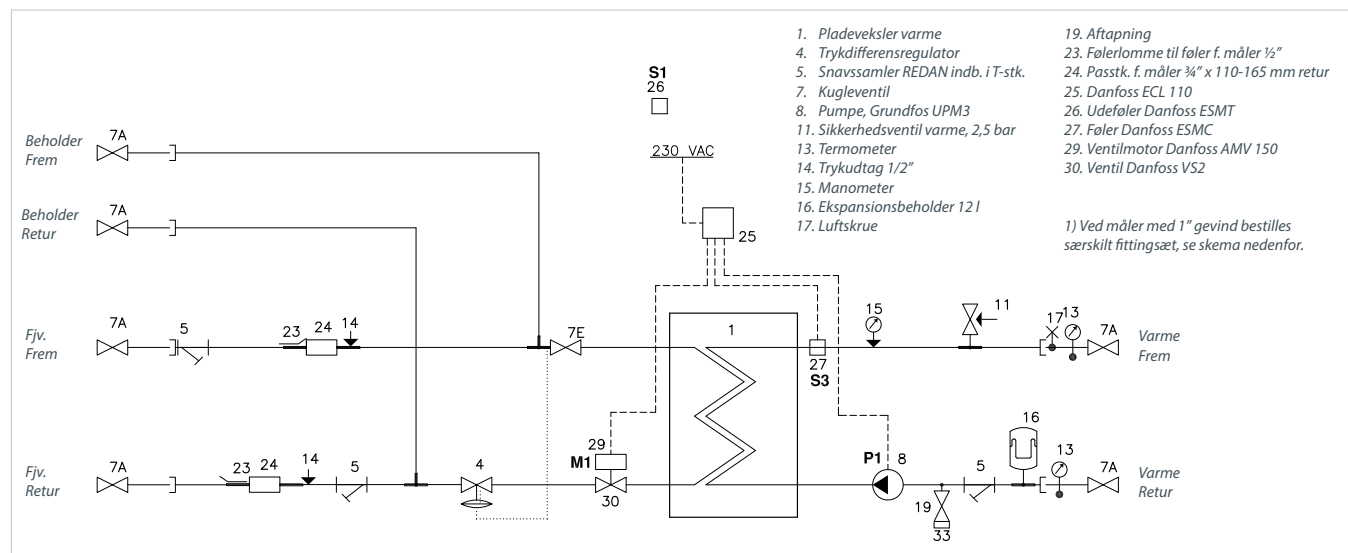 1. Pladeveksler varme
4. Trykdifferensregulator
5. Snavssamler REDAN indb. i T-stk.
7. Kugleventil
8. Pumpe, Grundfos UPM3
11. Sikkerhedsventil varme, 2,5 bar
13. Termometer
14. Trykudtag 1/2”
15. Manometer
16. Ekspansionsbeholder 12 l
17. Luftskrue
19. Aftapning
23. Følerlomme til føler f. måler ½”
24. Passtk. f. måler ¾” x 110-165 mm retur
25. Danfoss ECL 110
26. Udeføler Danfoss ESMT
27. Føler Danfoss ESMC
29. Ventilmotor Danfoss AMV 150
30. Ventil Danfoss VS2
1) Ved måler med 1” gevind bestilles
særskilt fittingsæt, se skema nedenfor.
S1
26
230 VAC
25
Beholder
Frem
7A
Beholder
Retur
7A
Fjv.
Frem
7A
5
23
24
14
7E
1
27
S3
15
11
17
13
7A
Varme
Frem
Fjv.
Retur
7A
23
24
14
5
4
29
M1
30
P1
8
19
33
5
16
13
7A
Varme
Retur